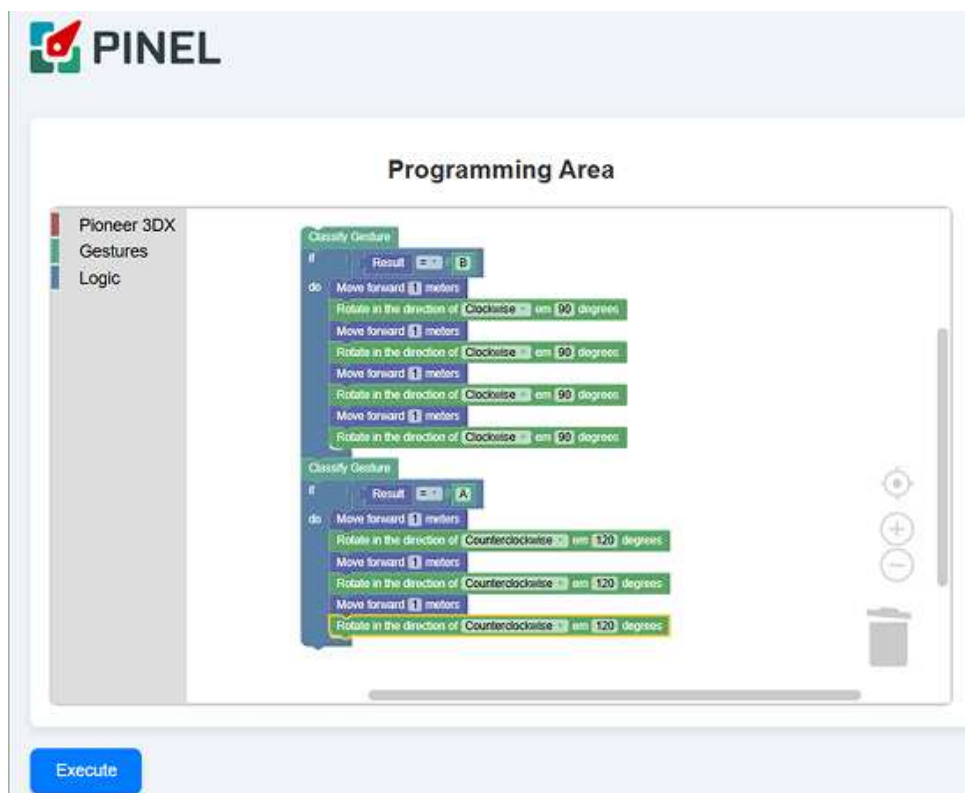 PINEL
Programming Area
Pioneer 3DX
Gestures
Logic
Classify Gesture
if Result = B
do Move forward 1 meters
Rotate in the direction of Clockwise em 90 degrees
Move forward 1 meters
Rotate in the direction of Clockwise em 90 degrees
Move forward 1 meters
Rotate in the direction of Clockwise em 90 degrees
Move forward 1 meters
Rotate in the direction of Clockwise em 90 degrees
Classify Gesture
if Result = A
do Move forward 1 meters
Rotate in the direction of Counterclockwise em 120 degrees
Move forward 1 meters
Rotate in the direction of Counterclockwise em 120 degrees
Move forward 1 meters
Rotate in the direction of Counterclockwise em 120 degrees
Execute